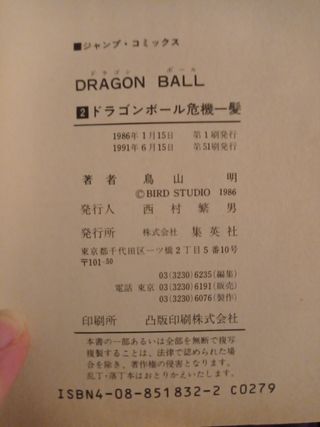 ■ジャンプ・コミックス
ドラゴン ボール
DRAGON BALL
2 ドラゴンボール危機一髪
1986年 1月15日 第1刷発行
1991年 6月15日 第51刷発行
著者 鳥山 明
©BIRD STUDIO 1986
発行人 西村繁男
発行所 株式会社 集英社
東京都千代田区一ツ橋2丁目5番10号
〒101-50
03(3230)6235(編集)
電話 東京 03(3230)6191(販売)
03(3230)6076(製作)
印刷所 凸版印刷株式会社
本書の一部あるいは全部を無断で複写
複製することは、法律で認められた場
合を除き、著作権の侵害となります。
乱丁・落丁本はおとりかえいたします。
ISBN4-08-851832-2 C0279